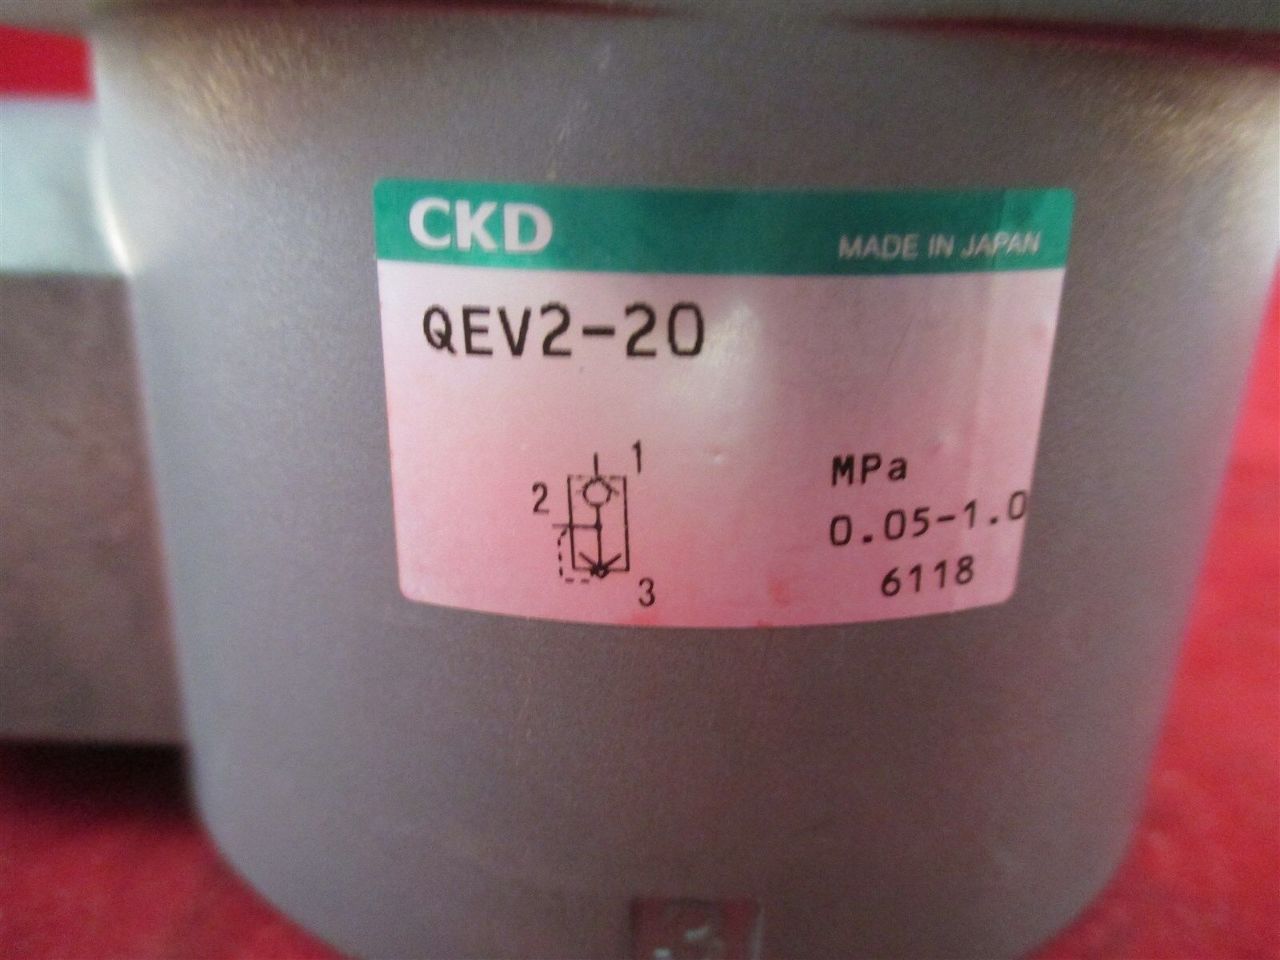 CKD
MADE IN JAPAN
QEV2-20
1
2
3
MPa
0.05-1.0
6118